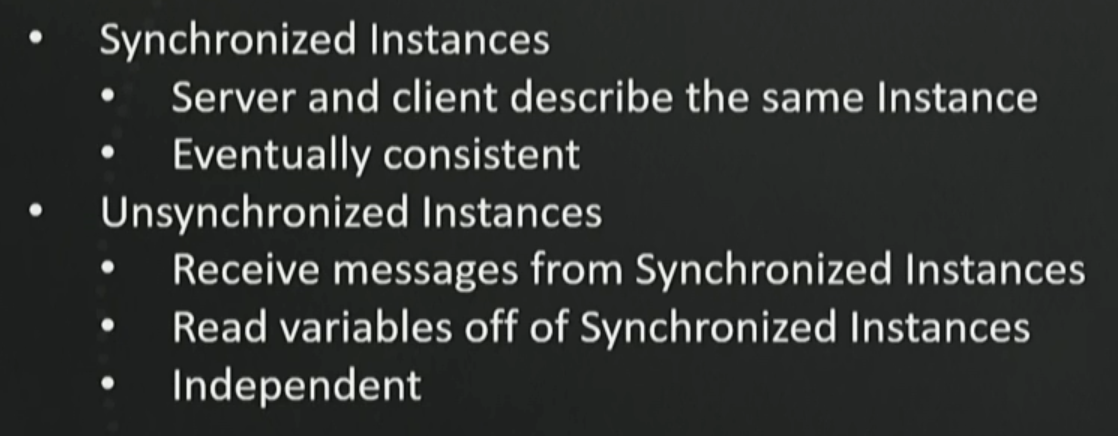 • Synchronized Instances
• Server and client describe the same Instance
• Eventually consistent
• Unsynchronized Instances
• Receive messages from Synchronized Instances
• Read variables off of Synchronized Instances
• Independent